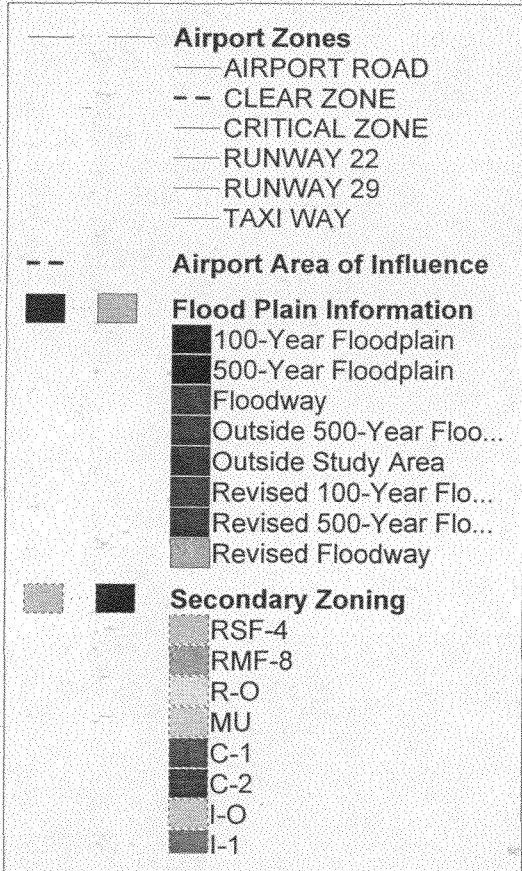 Airport Zones
AIRPORT ROAD
CLEAR ZONE
CRITICAL ZONE
RUNWAY 22
RUNWAY 29
TAXI WAY
Airport Area of Influence
Flood Plain Information
100-Year Floodplain
500-Year Floodplain
Floodway
Outside 500-Year Floo...
Outside Study Area
Revised 100-Year Flo...
Revised 500-Year Flo...
Revised Floodway
Secondary Zoning
RSF-4
RMF-8
R-O
MU
C-1
C-2
I-O
I-1